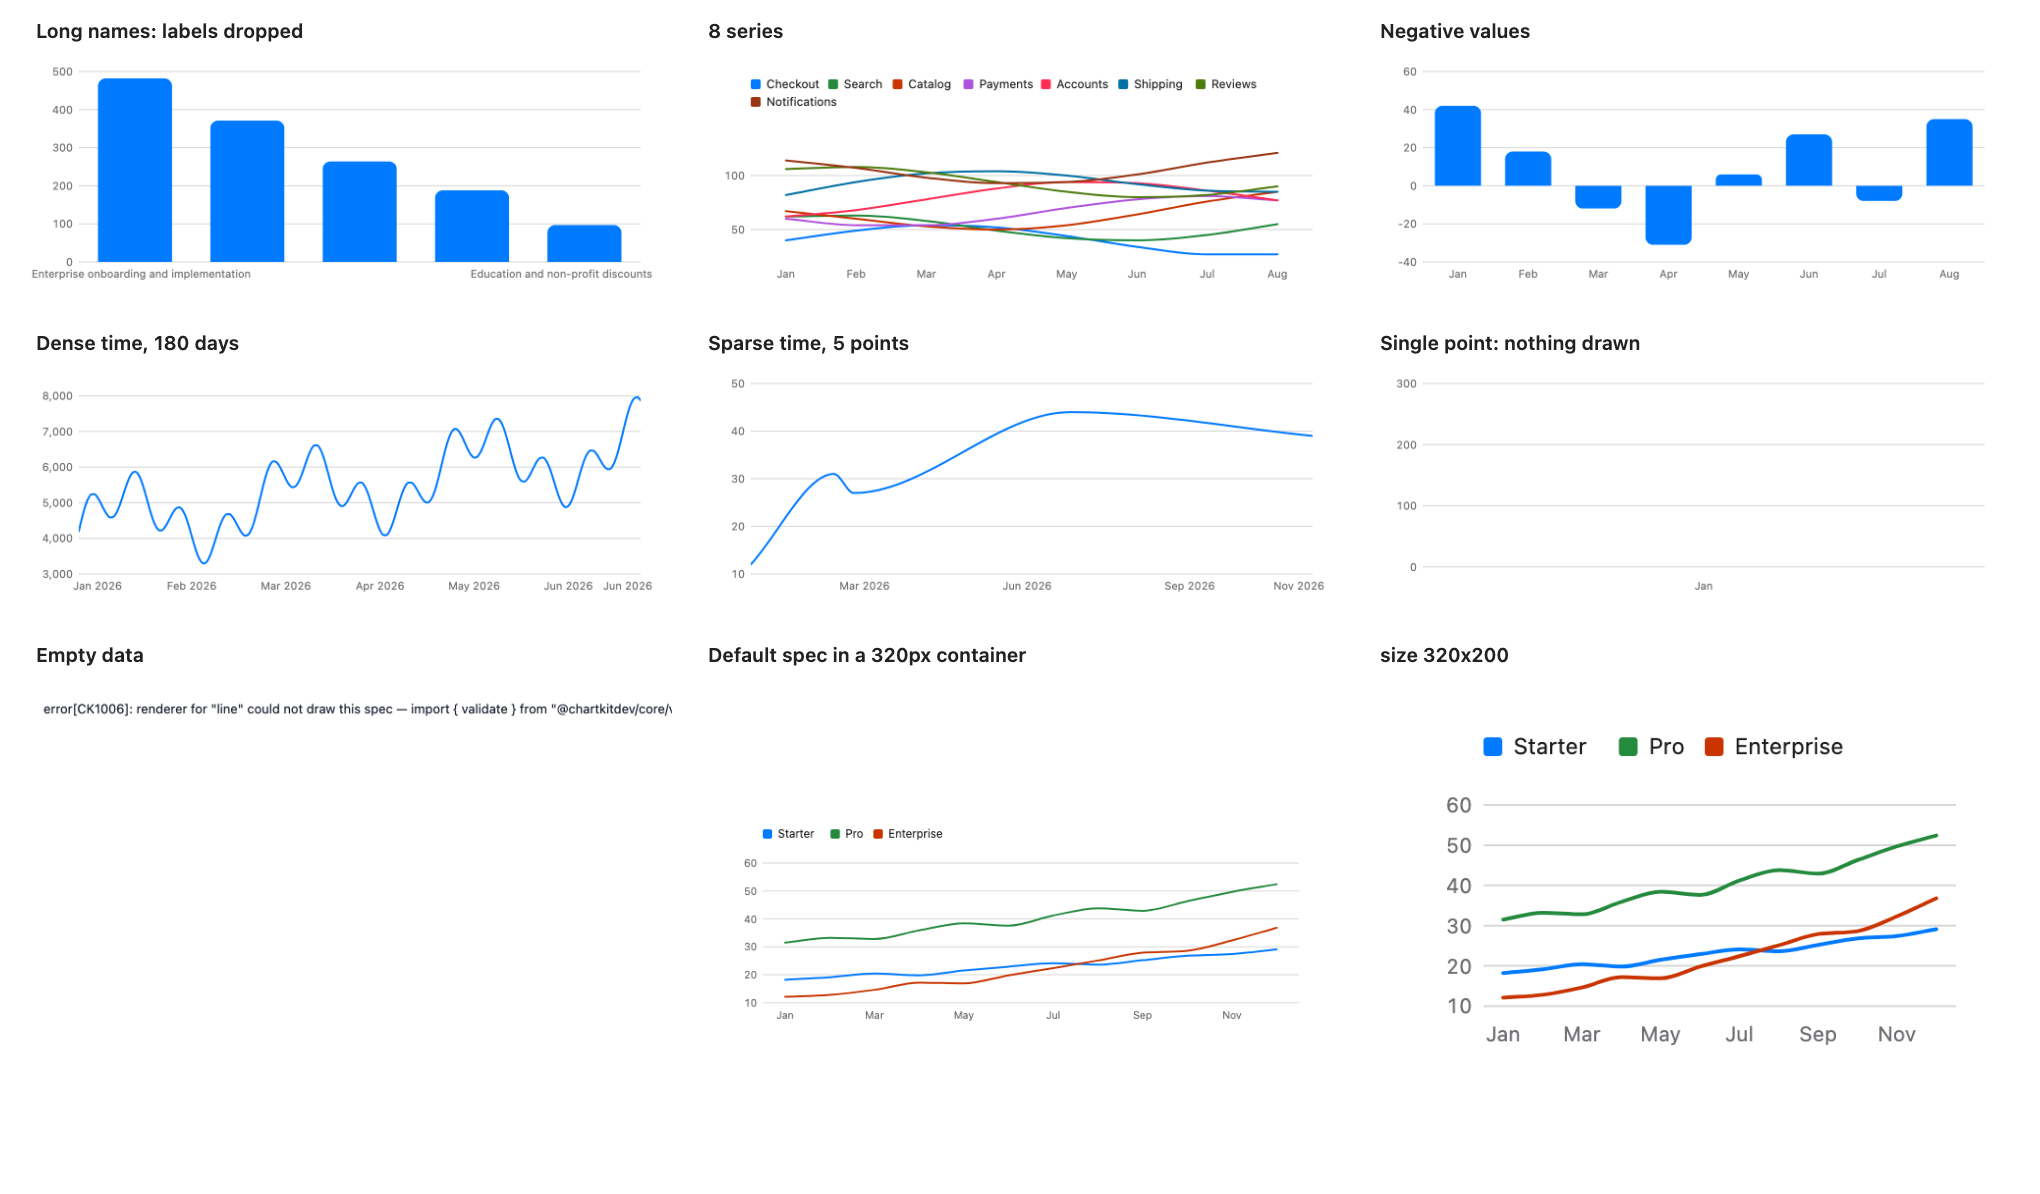 Long names: labels dropped
500
400
300
200
100
0
Enterprise onboarding and implementation
Education and non-profit discounts
8 series
Checkout Search Catalog Payments Accounts Shipping Reviews
Notifications
100
50
Jan Feb Mar Apr May Jun Jul Aug
Negative values
60
40
20
0
-20
-40
Jan Feb Mar Apr May Jun Jul Aug
Dense time, 180 days
8,000
7,000
6,000
5,000
4,000
3,000
Jan 2026 Feb 2026 Mar 2026 Apr 2026 May 2026 Jun 2026 Jun 2026
Sparse time, 5 points
50
40
30
20
10
Mar 2026 Jun 2026 Sep 2026 Nov 2026
Single point: nothing drawn
300
200
100
0
Jan
Empty data
error[CK1006]: renderer for "line" could not draw this spec — import { validate } from "@chartkitdev/core/
Default spec in a 320px container
Starter Pro Enterprise
60
50
40
30
20
10
Jan Mar May Jul Sep Nov
size 320x200
Starter Pro Enterprise
60
50
40
30
20
10
Jan Mar May Jul Sep Nov